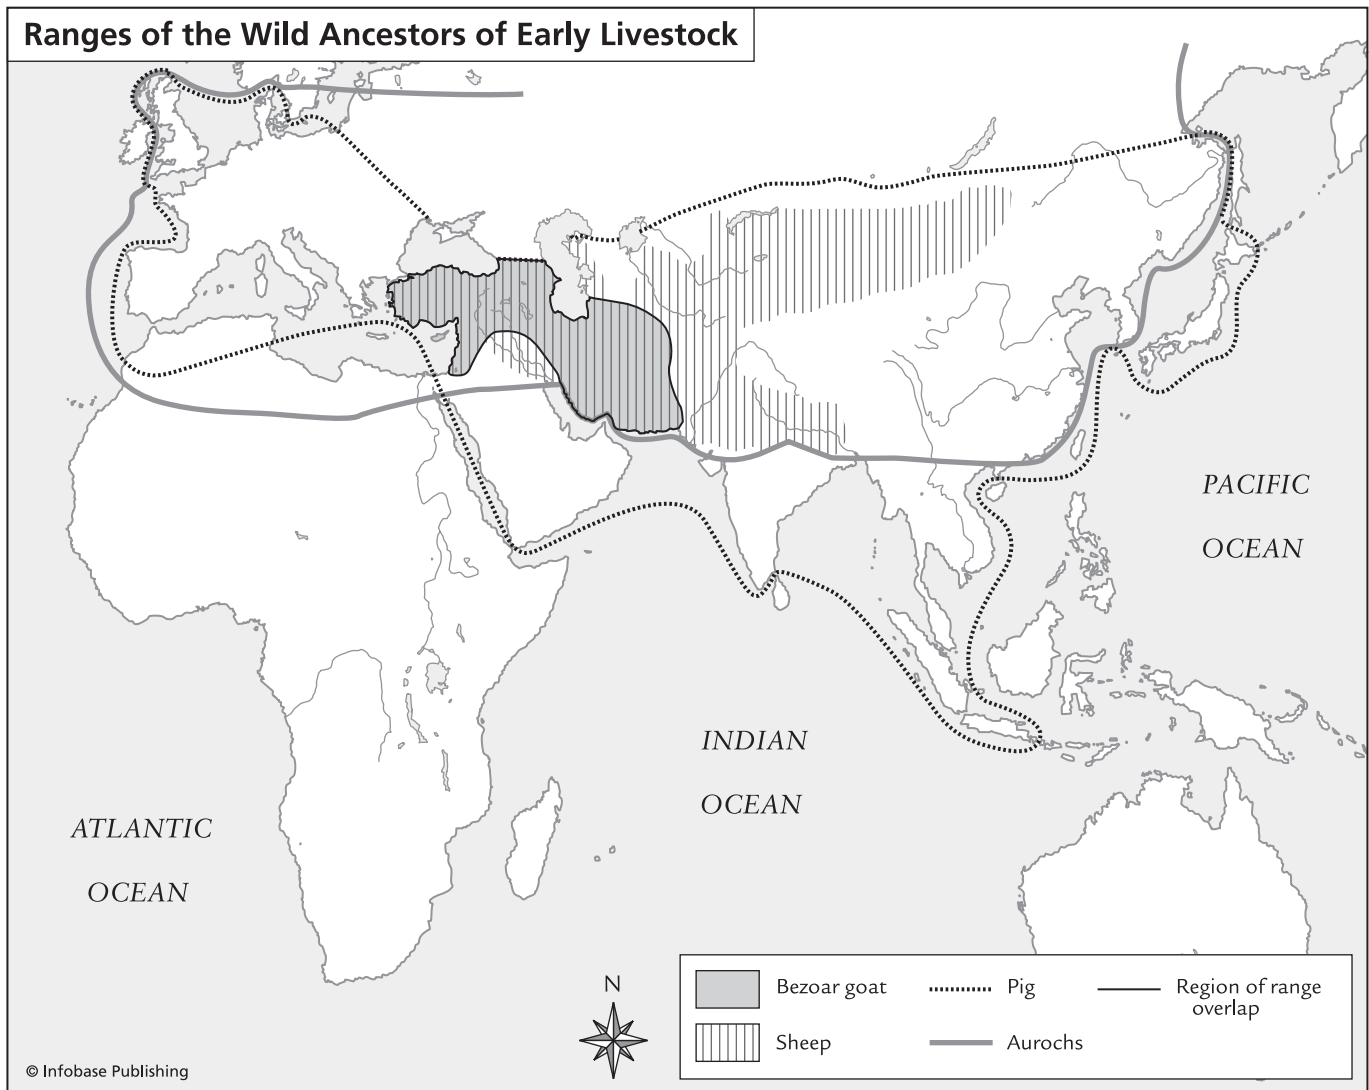 Ranges of the Wild Ancestors of Early Livestock
PACIFIC
OCEAN
INDIAN
OCEAN
ATLANTIC
OCEAN
N
Bezoar goat
Pig
Region of range
overlap
Sheep
Aurochs
© Infobase Publishing